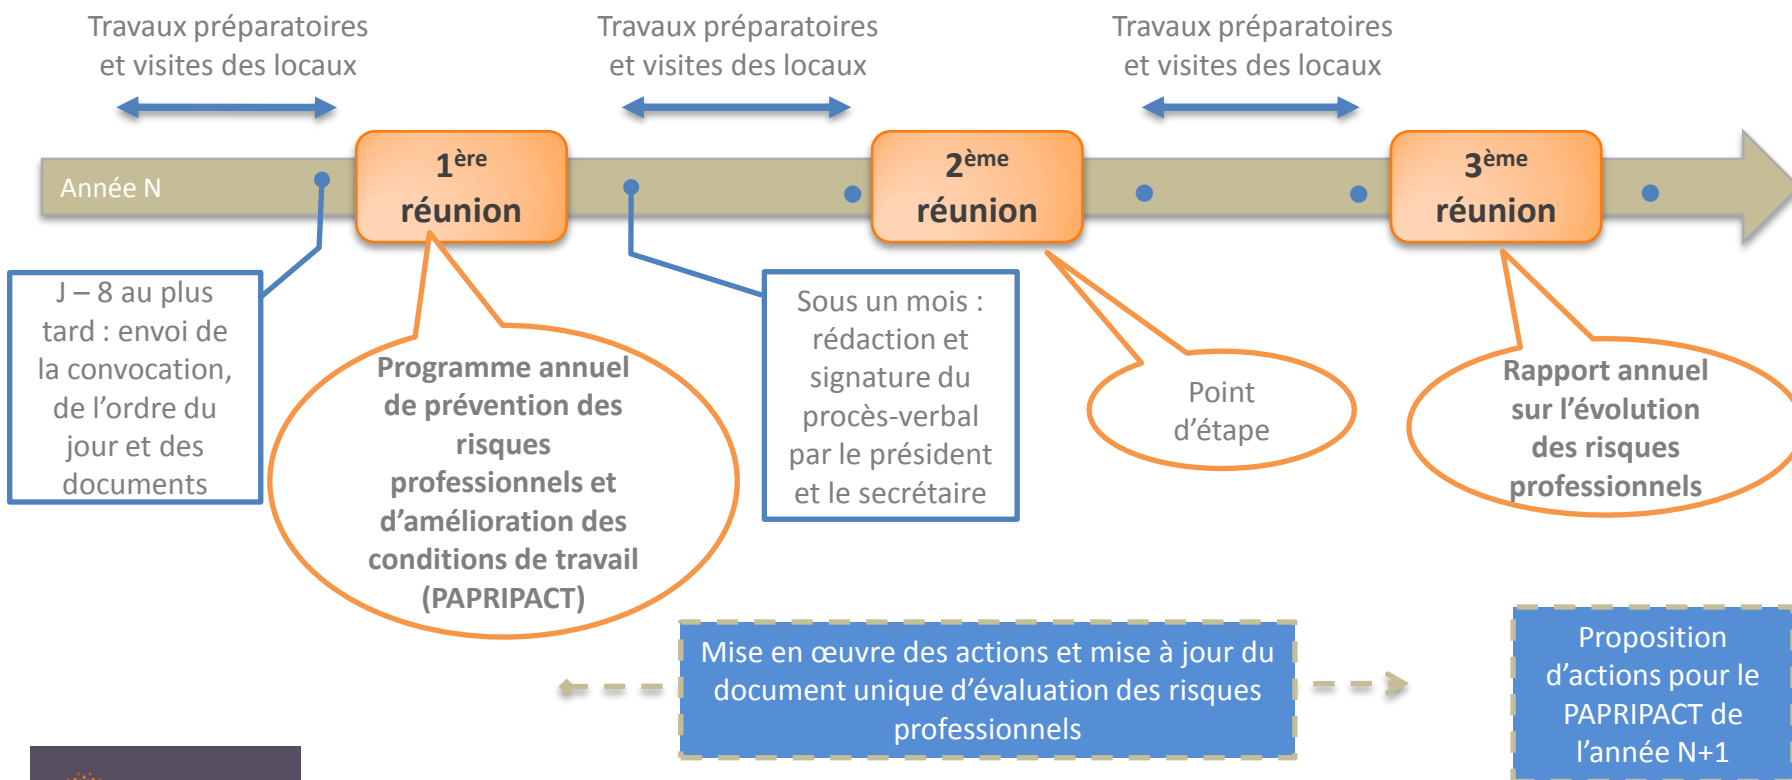 Travaux préparatoires
et visites des locaux
Travaux préparatoires
et visites des locaux
Travaux préparatoires
et visites des locaux
Année N
1ère
réunion
2ème
réunion
3ème
réunion
J – 8 au plus
tard : envoi de
la convocation,
de l’ordre du
jour et des
documents
Programme annuel
de prévention des
risques
professionnels et
d’amélioration des
conditions de travail
(PAPRIPACT)
Sous un mois :
rédaction et
signature du
procès-verbal
par le président
et le secrétaire
Point
d’étape
Rapport annuel
sur l’évolution
des risques
professionnels
Mise en œuvre des actions et mise à jour du
document unique d’évaluation des risques
professionnels
Proposition
d’actions pour le
PAPRIPACT de
l’année N+1